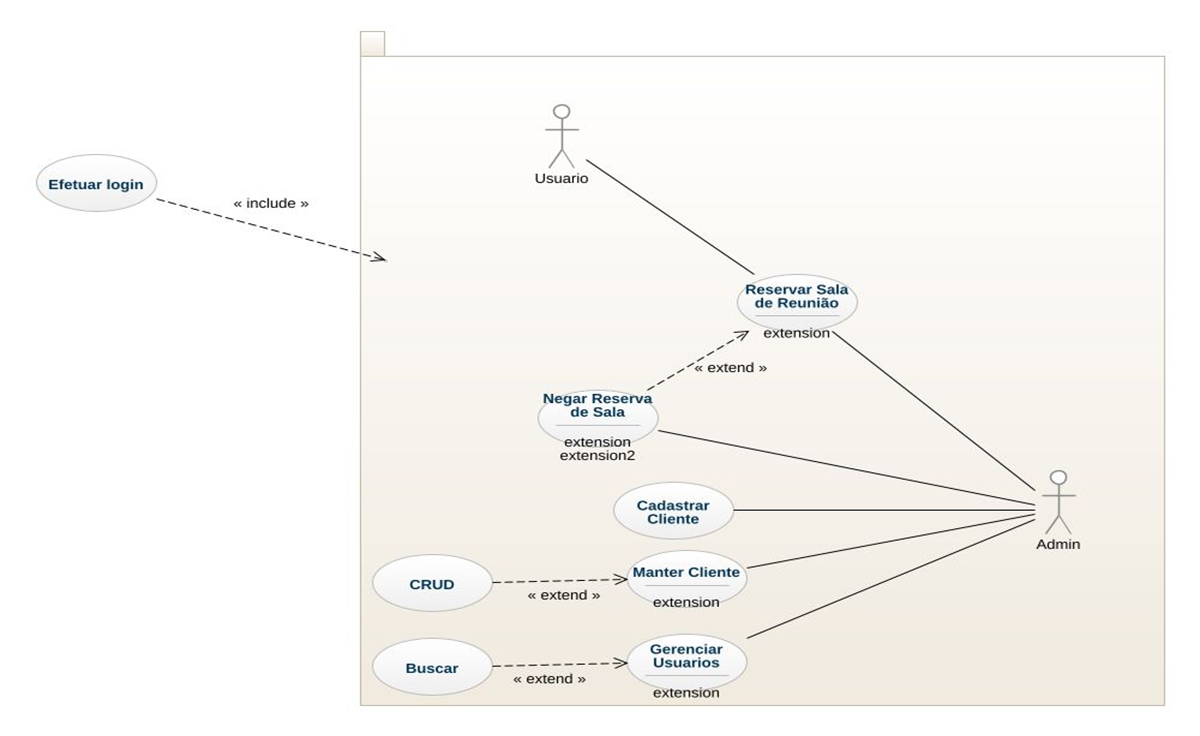 Usuario
Efetuar login
« include »
Reservar Sala
de Reunião
extension
« extend »
Negar Reserva
de Sala
extension
extension2
Cadastrar
Cliente
Admin
Manter Cliente
extension
CRUD
« extend »
Gerenciar
Usuarios
extension
Buscar
« extend »